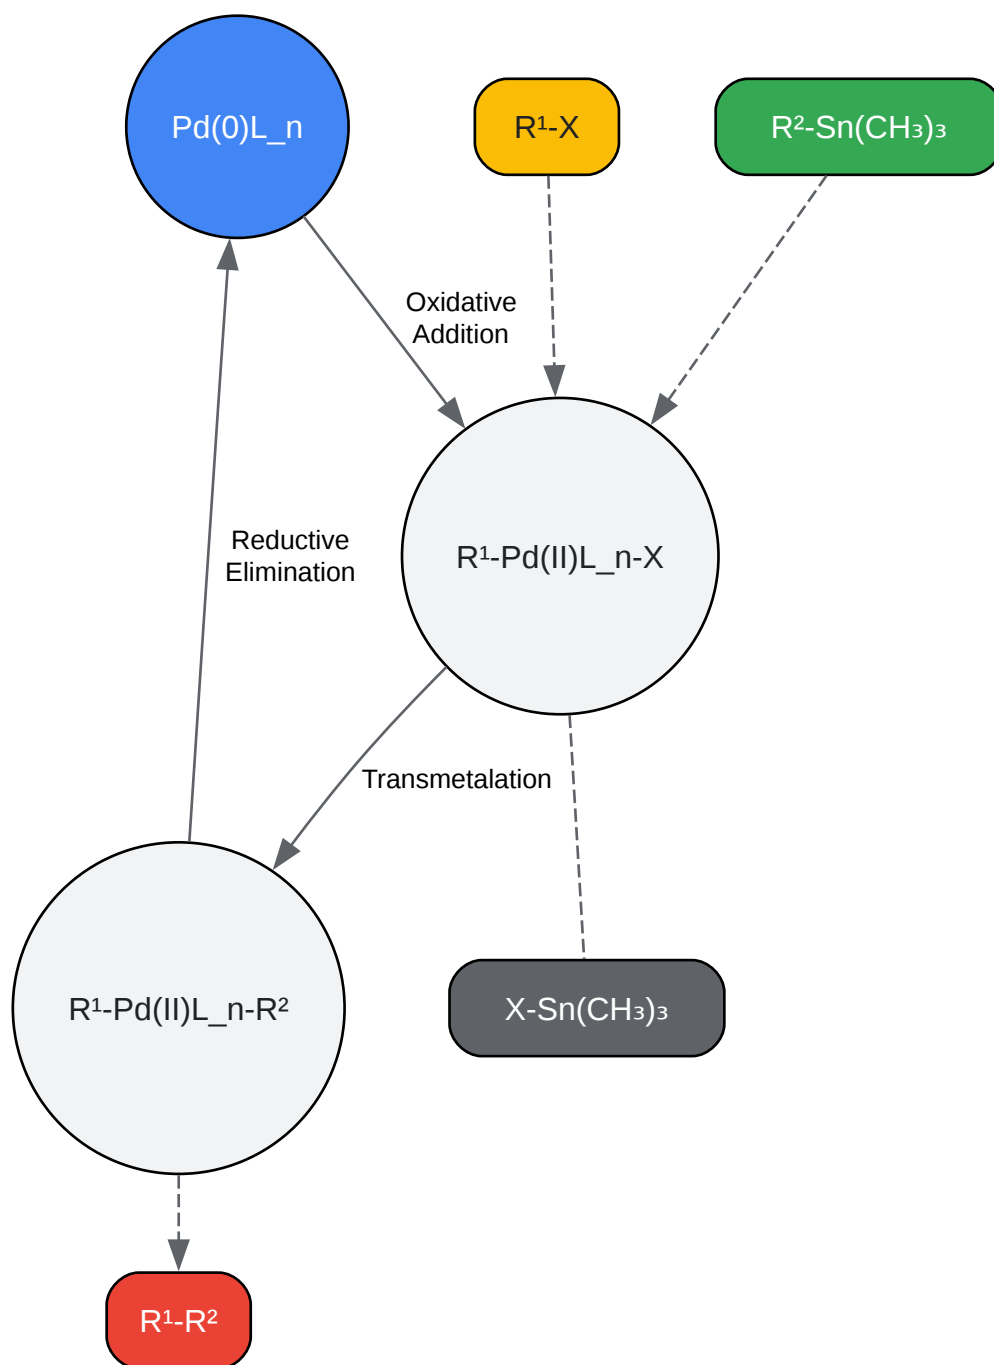 Pd(0)L_n
R¹-X
R²-Sn(CH₃)₃
Oxidative
Addition
Reductive
Elimination
R¹-Pd(II)L_n-X
Transmetalation
R¹-Pd(II)L_n-R²
X-Sn(CH₃)₃
R¹-R²